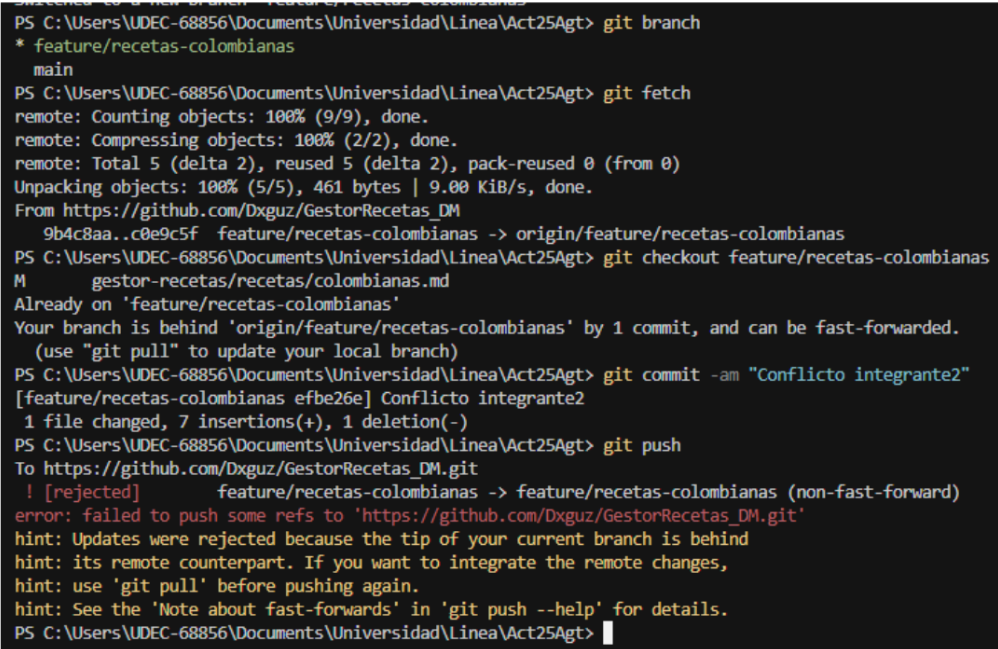 Switched to a new branch 'feature/recetas-colombianas'
PS C:\Users\UDEC-68856\Documents\Universidad\Linea\Act25Agt> git branch
* feature/recetas-colombianas
  main
PS C:\Users\UDEC-68856\Documents\Universidad\Linea\Act25Agt> git fetch
remote: Counting objects: 100% (9/9), done.
remote: Compressing objects: 100% (2/2), done.
remote: Total 5 (delta 2), reused 5 (delta 2), pack-reused 0 (from 0)
Unpacking objects: 100% (5/5), 461 bytes | 9.00 KiB/s, done.
From https://github.com/Dxguz/GestorRecetas_DM
   9b4c8aa..c0e9c5f  feature/recetas-colombianas -> origin/feature/recetas-colombianas
PS C:\Users\UDEC-68856\Documents\Universidad\Linea\Act25Agt> git checkout feature/recetas-colombianas
M       gestor-recetas/recetas/colombianas.md
Already on 'feature/recetas-colombianas'
Your branch is behind 'origin/feature/recetas-colombianas' by 1 commit, and can be fast-forwarded.
  (use "git pull" to update your local branch)
PS C:\Users\UDEC-68856\Documents\Universidad\Linea\Act25Agt> git commit -am "Conflicto integrante2"
[feature/recetas-colombianas efbe26e] Conflicto integrante2
 1 file changed, 7 insertions(+), 1 deletion(-)
PS C:\Users\UDEC-68856\Documents\Universidad\Linea\Act25Agt> git push
To https://github.com/Dxguz/GestorRecetas_DM.git
 ! [rejected]        feature/recetas-colombianas -> feature/recetas-colombianas (non-fast-forward)
error: failed to push some refs to 'https://github.com/Dxguz/GestorRecetas_DM.git'
hint: Updates were rejected because the tip of your current branch is behind
hint: its remote counterpart. If you want to integrate the remote changes,
hint: use 'git pull' before pushing again.
hint: See the 'Note about fast-forwards' in 'git push --help' for details.
PS C:\Users\UDEC-68856\Documents\Universidad\Linea\Act25Agt>